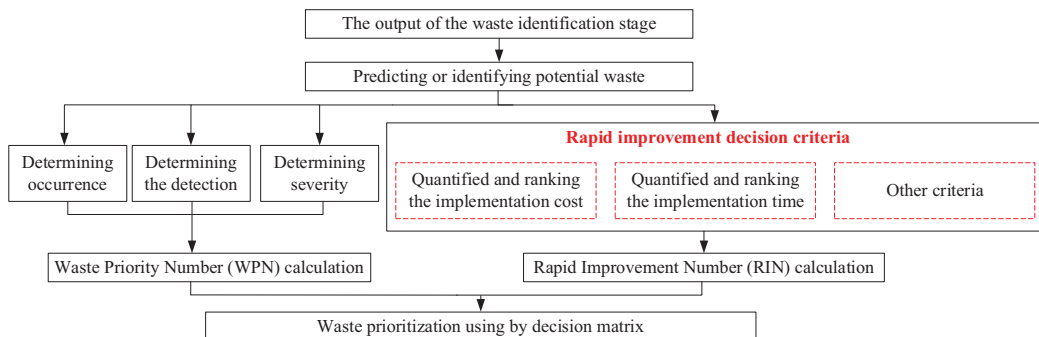 The output of the waste identification stage
Predicting or identifying potential waste
Determining
occurrence
Determining
the detection
Determining
severity
Rapid improvement decision criteria
Quantified and ranking
the implementation cost
Quantified and ranking
the implementation time
Other criteria
Waste Priority Number (WPN) calculation
Rapid Improvement Number (RIN) calculation
Waste prioritization using by decision matrix